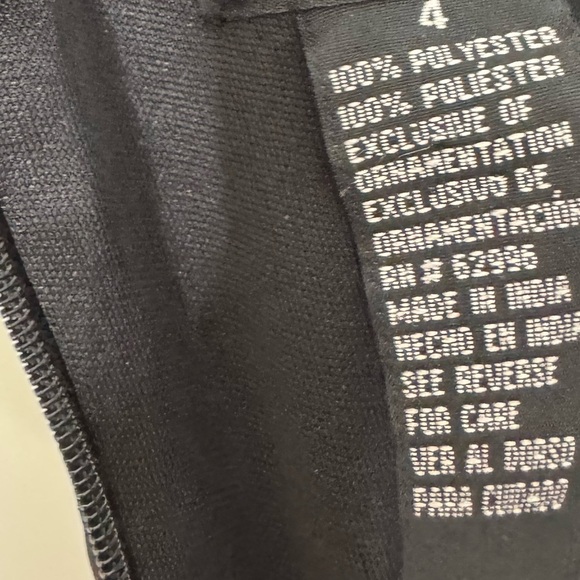 4
100% POLYESTER
100% POLIÉSTER
EXCLUSIVE OF
ORNAMENTATION
EXCLUSIVO DE
ORNAMENTACIÓN
RN # 62996
MADE IN INDIA
HECHO EN INDIA
SEE REVERSE
FOR CARE
VER AL DORSO
PARA CUIDADO